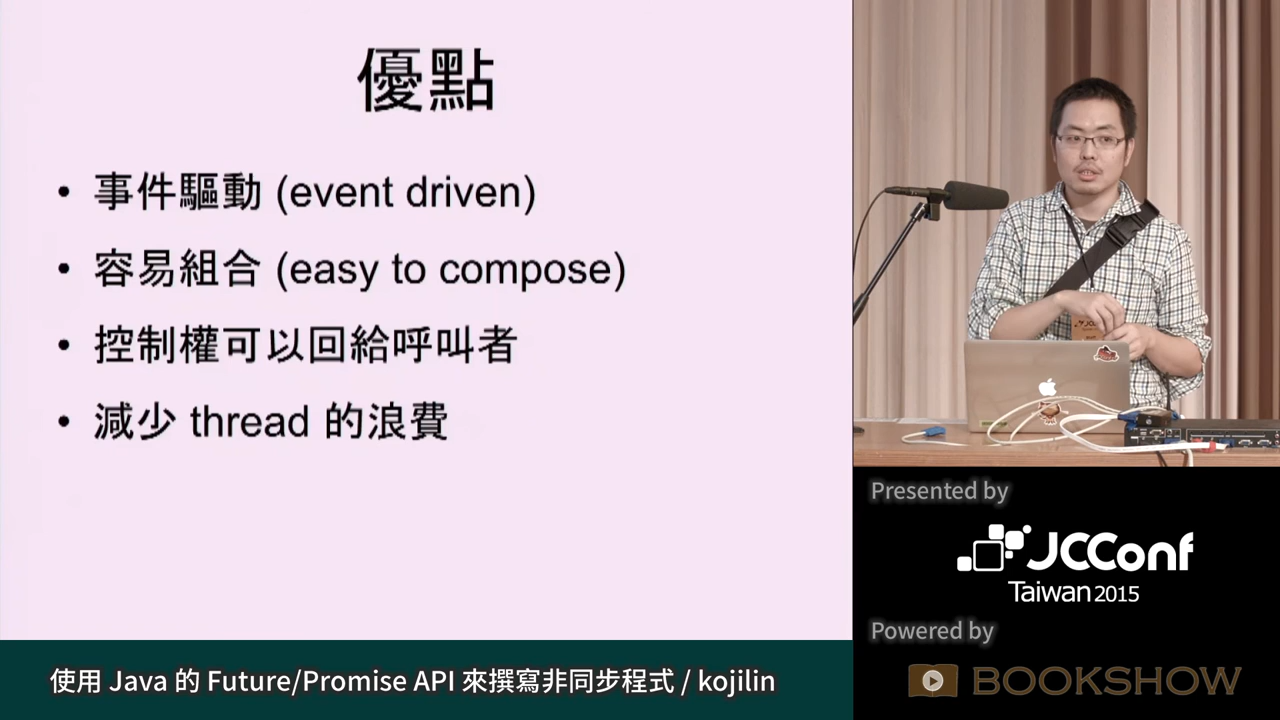 優點
• 事件驅動 (event driven)
• 容易組合 (easy to compose)
• 控制權可以回給呼叫者
• 減少 thread 的浪費
Presented by
JCConf
Taiwan 2015
Powered by
BOOKSHOW
使用 Java 的 Future/Promise API 來撰寫非同步程式 / kojilin